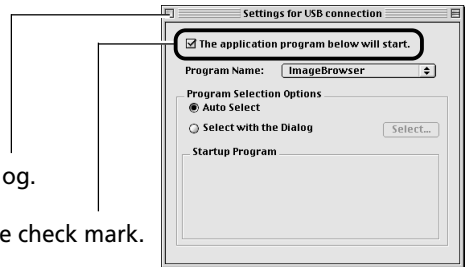 Settings for USB connection
The application program below will start.
Program Name: ImageBrowser
Program Selection Options
Auto Select
Select with the Dialog Select...
Startup Program
og.
e check mark.